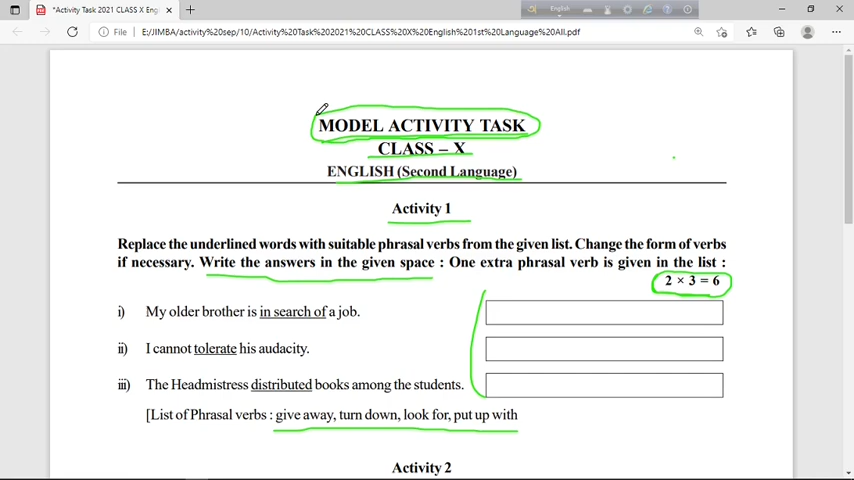 *Activity Task 2021 CLASS X Eng
English
File
E:/JIMBA/activity%20sep/10/Activity%20Task%202021%20CLASS%20X%20English%201st%20Language%20All.pdf
MODEL ACTIVITY TASK
CLASS – X
ENGLISH (Second Language)
Activity 1
Replace the underlined words with suitable phrasal verbs from the given list. Change the form of verbs
if necessary. Write the answers in the given space : One extra phrasal verb is given in the list :
2 × 3 = 6
i) My older brother is in search of a job.
ii) I cannot tolerate his audacity.
iii) The Headmistress distributed books among the students.
[List of Phrasal verbs : give away, turn down, look for, put up with
Activity 2